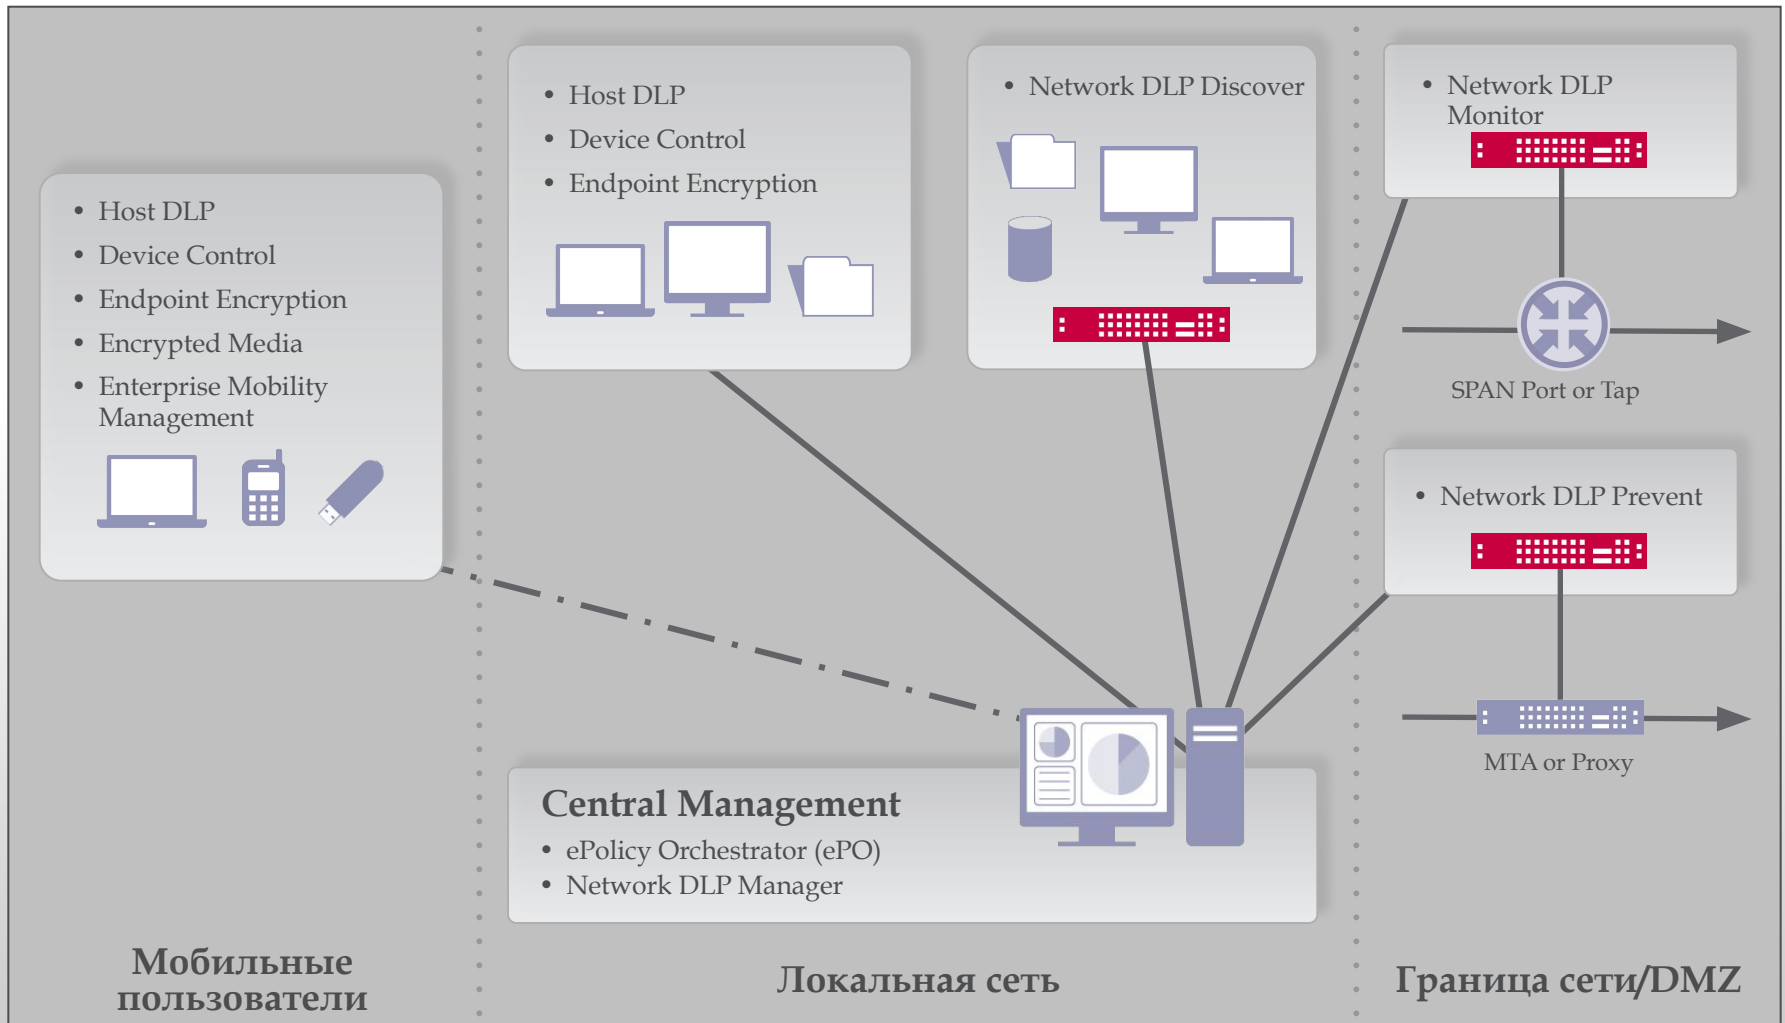 • Host DLP
• Device Control
• Endpoint Encryption
• Encrypted Media
• Enterprise Mobility
Management
Мобильные
пользователи
• Host DLP
• Device Control
• Endpoint Encryption
• Network DLP Discover
Central Management
• ePolicy Orchestrator (ePO)
• Network DLP Manager
Локальная сеть
• Network DLP
Monitor
SPAN Port or Tap
• Network DLP Prevent
MTA or Proxy
Граница сети/DMZ